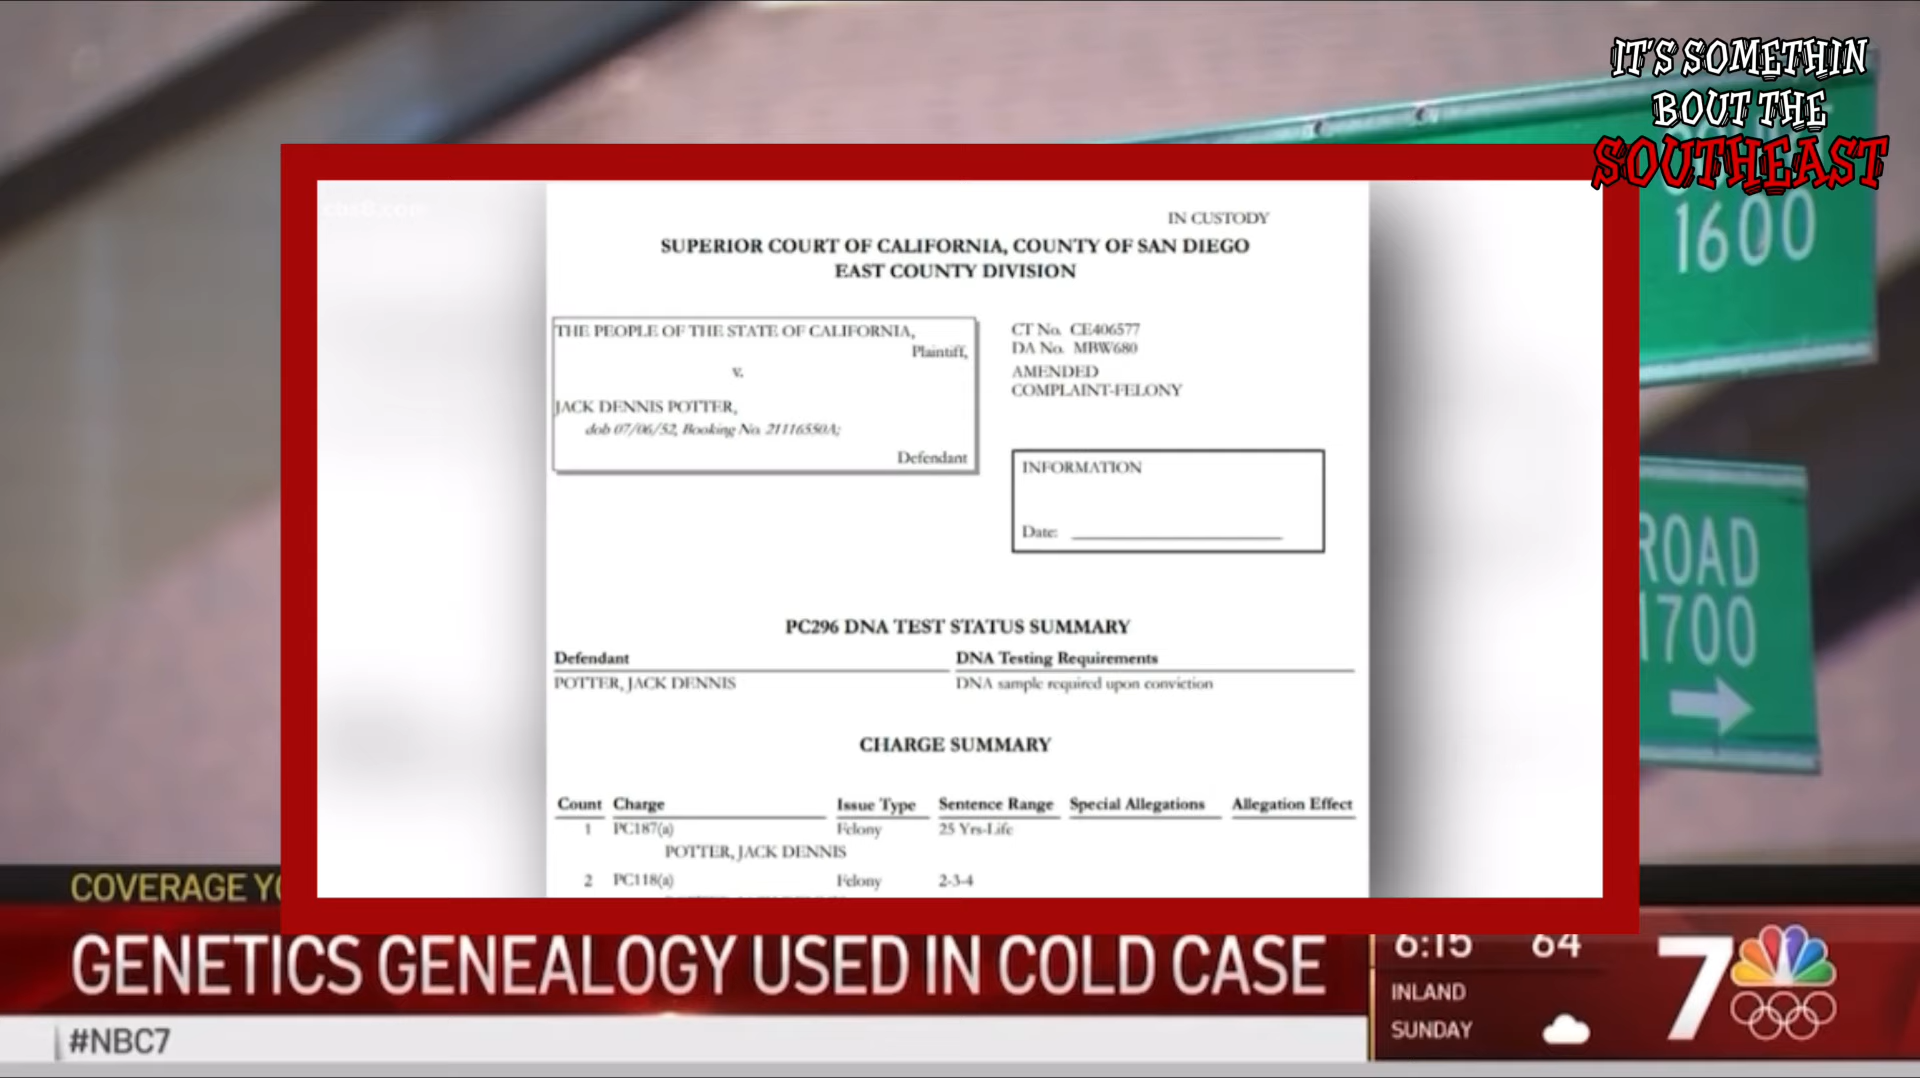 IT'S SOMETHIN
BOUT THE
SOUTHEAST
1600
ROAD
1700
cbs8.com
IN CUSTODY
SUPERIOR COURT OF CALIFORNIA, COUNTY OF SAN DIEGO
EAST COUNTY DIVISION
THE PEOPLE OF THE STATE OF CALIFORNIA,
Plaintiff,
v.
JACK DENNIS POTTER,
dob 07/06/52, Booking No. 21116550A;
Defendant
CT No. CE406577
DA No. MBW680
AMENDED
COMPLAINT-FELONY
INFORMATION
Date:
PC296 DNA TEST STATUS SUMMARY
Defendant DNA Testing Requirements
POTTER, JACK DENNIS DNA sample required upon conviction
CHARGE SUMMARY
Count Charge Issue Type Sentence Range Special Allegations Allegation Effect
1 PC187(a) Felony 25 Yrs-Life
POTTER, JACK DENNIS
2 PC118(a) Felony 2-3-4
COVERAGE
GENETICS GENEALOGY USED IN COLD CASE
#NBC7
6:15 64
INLAND
SUNDAY
7